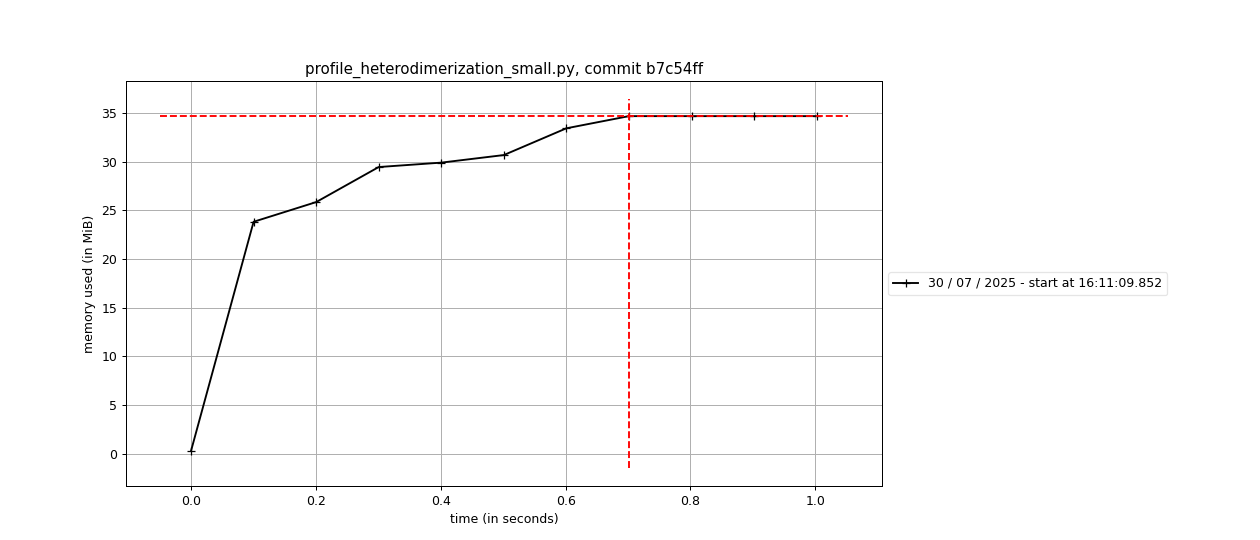 profile_heterodimerization_small.py, commit b7c54ff
35
30
25
20
15
10
5
0
memory used (in MiB)
0.0 0.2 0.4 0.6 0.8 1.0
time (in seconds)
30 / 07 / 2025 - start at 16:11:09.852